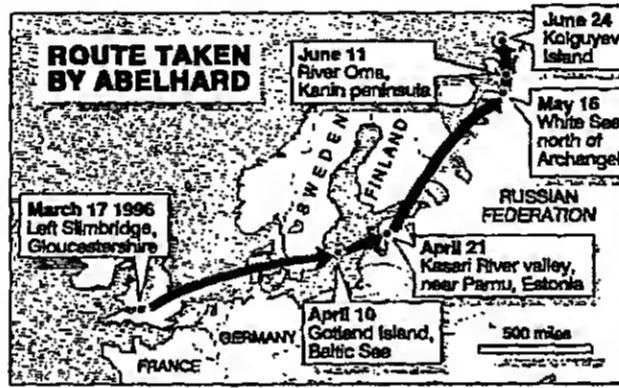 ROUTE TAKEN
BY ABELHARD
June 24
Kolguyev
Island
June 11
River Oma,
Kanin peninsula
May 16
White Sea
north of
Archangel
SWEDEN
FINLAND
RUSSIAN
FEDERATION
March 17 1996
Left Slimbridge,
Gloucestershire
April 21
Kasari River valley,
near Parnu, Estonia
April 10
Gotland Island,
Baltic Sea
GERMANY
FRANCE
500 miles